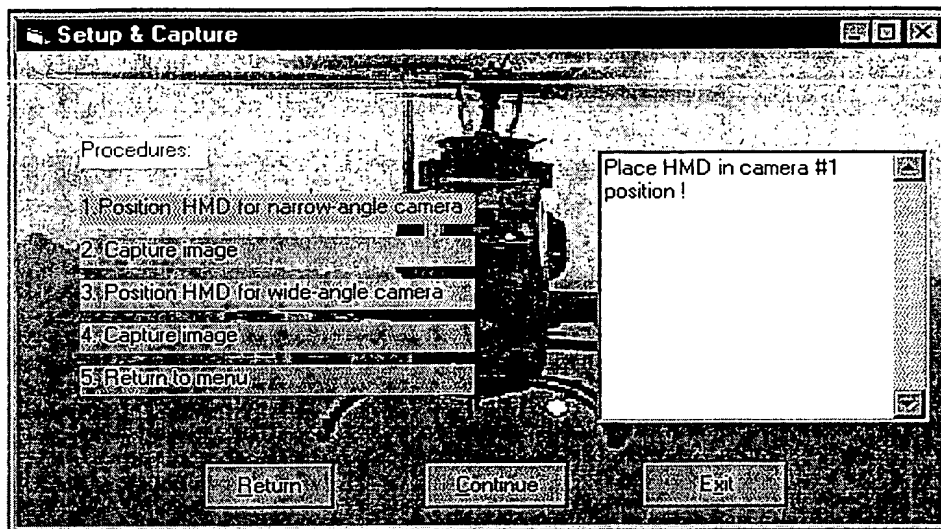 Setup & Capture
Procedures:
1. Position HMD for narrow-angle camera
2. Capture image
3. Position HMD for wide-angle camera
4. Capture image
5. Return to menu
Place HMD in camera #1
position !
Return
Continue
Exit